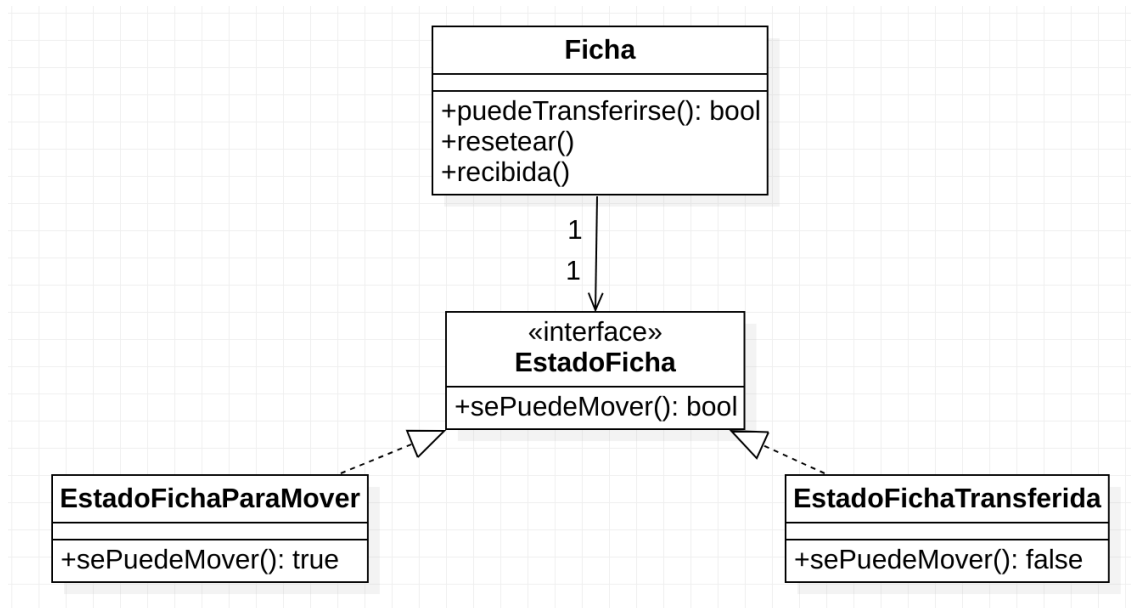 Ficha
+puedeTransferirse(): bool
+resetear()
+recibida()
1
1
«interface»
EstadoFicha
+sePuedeMover(): bool
EstadoFichaParaMover
+sePuedeMover(): true
EstadoFichaTransferida
+sePuedeMover(): false